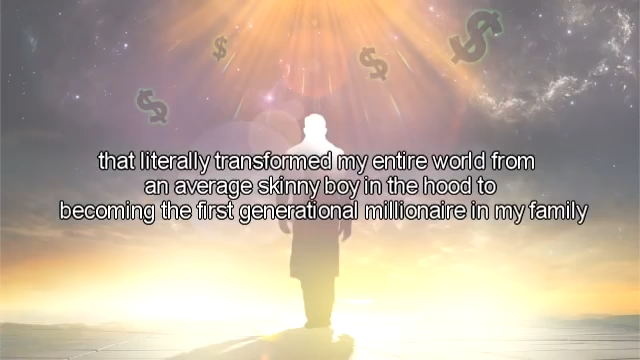 that literally transformed my entire world from
an average skinny boy in the hood to
becoming the first generational millionaire in my family